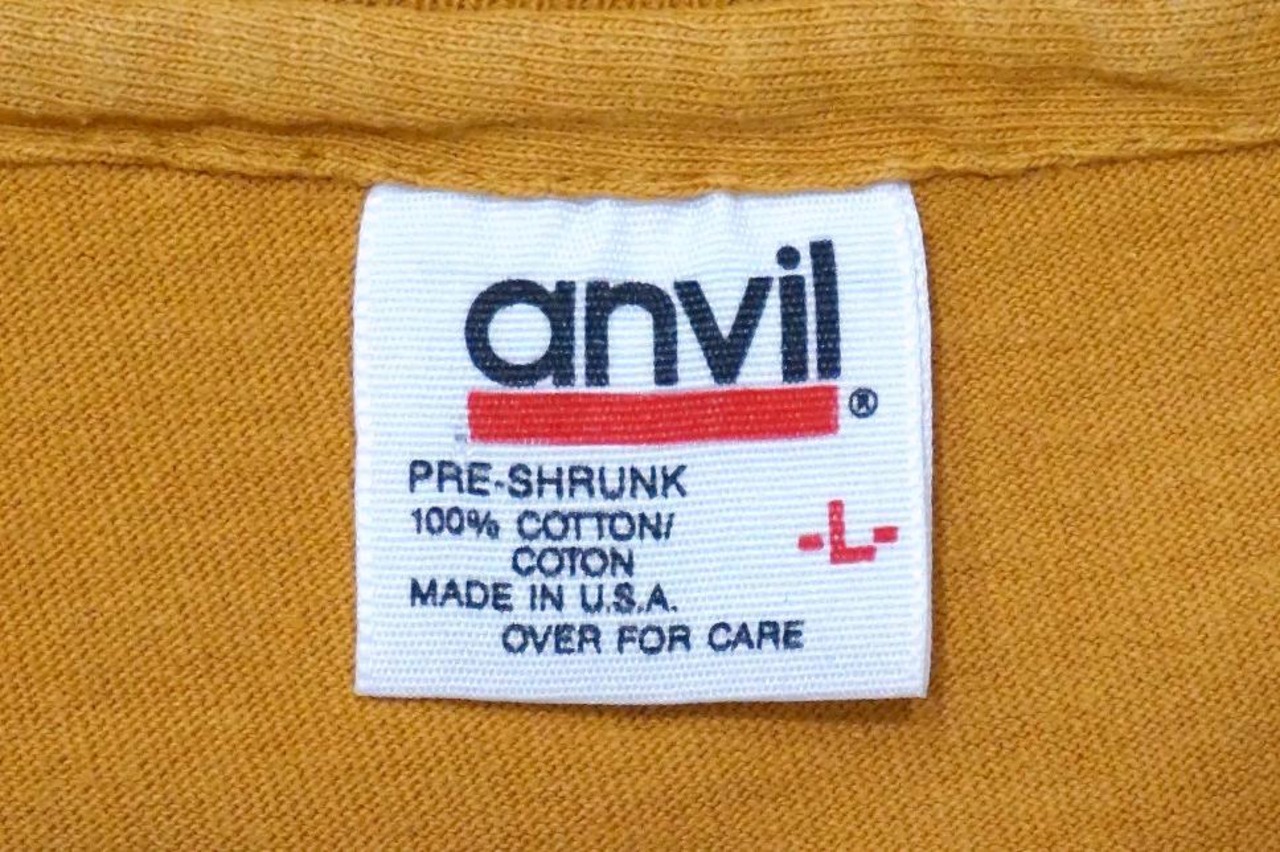 anvil®
PRE-SHRUNK
100% COTTON/
COTON
-L-
MADE IN U.S.A.
OVER FOR CARE